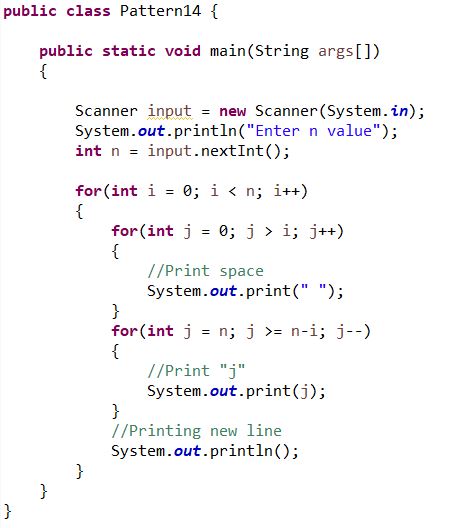 public class Pattern14 {
public static void main(String args[])
{
Scanner input = new Scanner(System.in);
System.out.println("Enter n value");
int n = input.nextInt();
for(int i = 0; i < n; i++)
{
for(int j = 0; j > i; j++)
{
//Print space
System.out.print(" ");
}
for(int j = n; j >= n-i; j--)
{
//Print "j"
System.out.print(j);
}
//Printing new line
System.out.println();
}
}
}